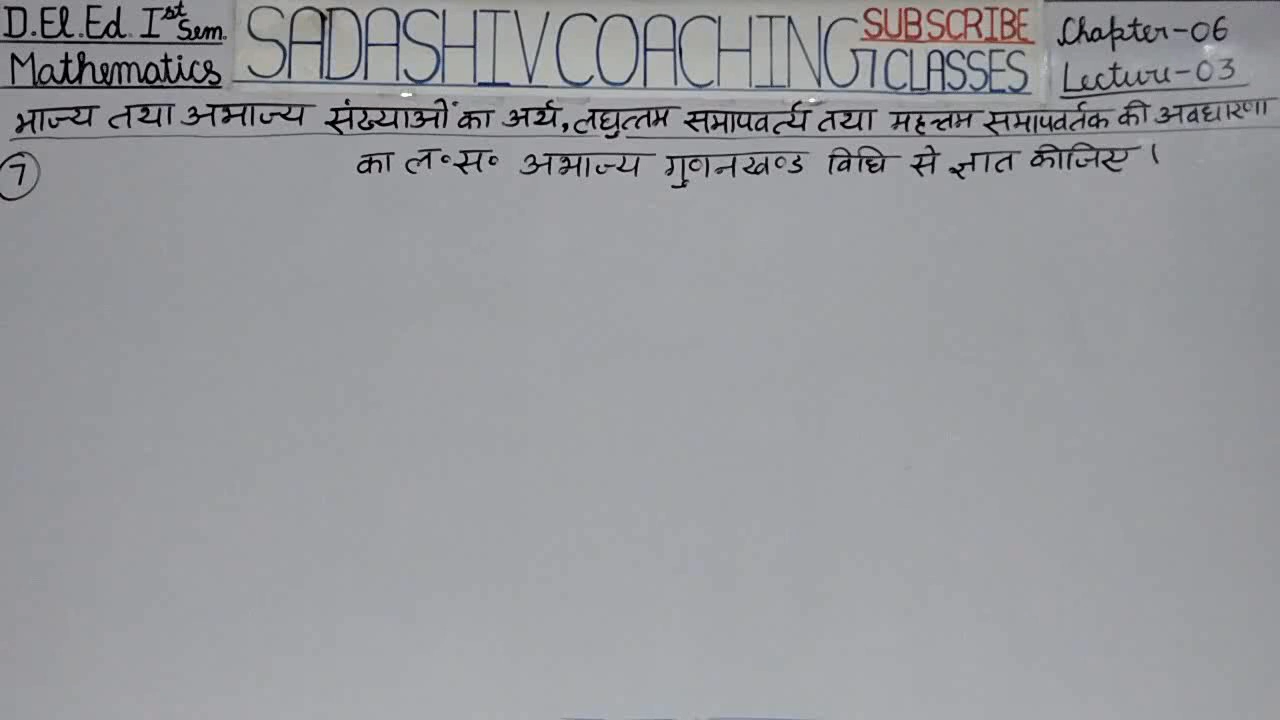 D.El.Ed. Ist Sem.
Mathematics
SADASHIV COACHING CLASSES
SUBSCRIBE
Chapter-06
Lecture-03
भाज्य तथा अभाज्य संख्याओं का अर्थ, लघुत्तम समापवर्त्य तथा महत्तम समापवर्तक की अवधारणा
7 का ल॰स॰ अभाज्य गुणनखण्ड विधि से ज्ञात कीजिए।